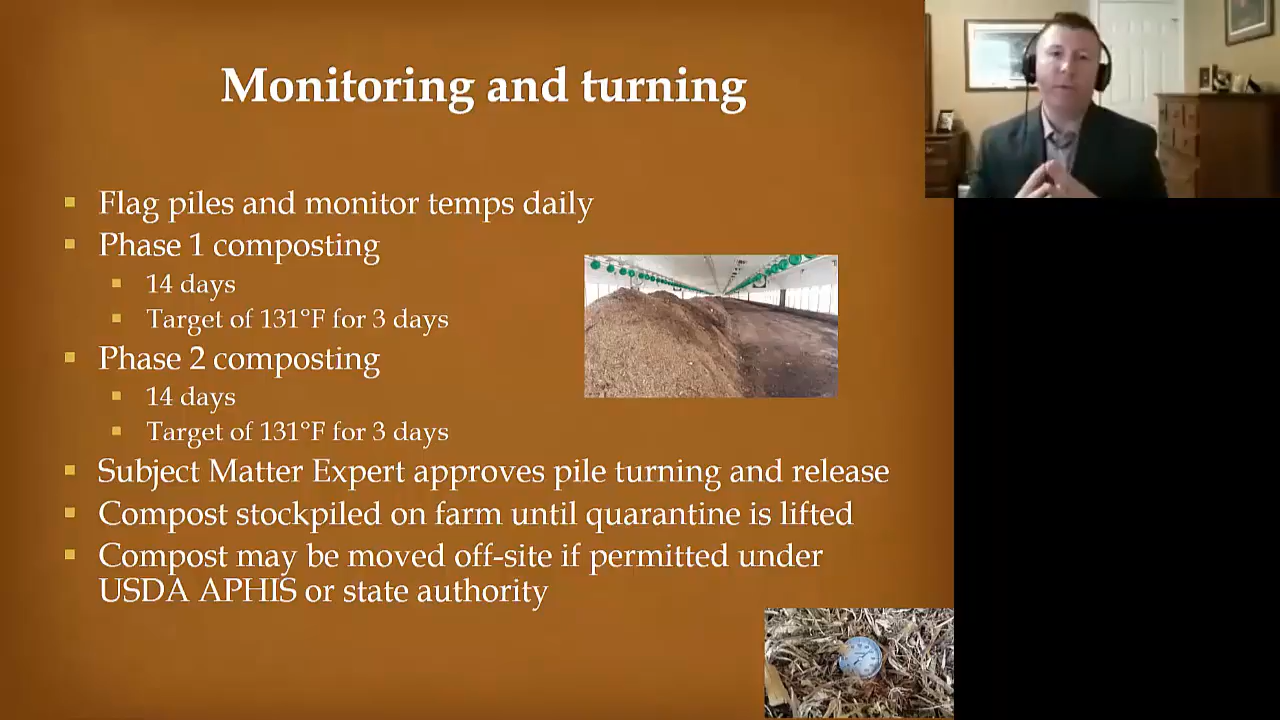 Monitoring and turning
Flag piles and monitor temps daily
Phase 1 composting
14 days
Target of 131°F for 3 days
Phase 2 composting
14 days
Target of 131°F for 3 days
Subject Matter Expert approves pile turning and release
Compost stockpiled on farm until quarantine is lifted
Compost may be moved off-site if permitted under
USDA APHIS or state authority